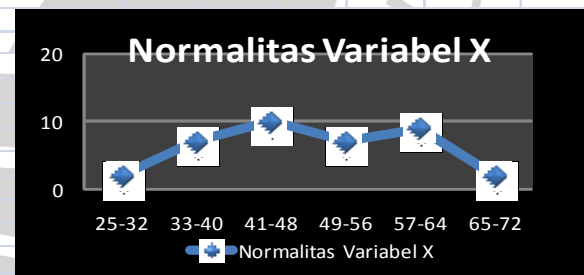 Normalitas Variabel X
20
10
0
25-32 33-40 41-48 49-56 57-64 65-72
Normalitas Variabel X